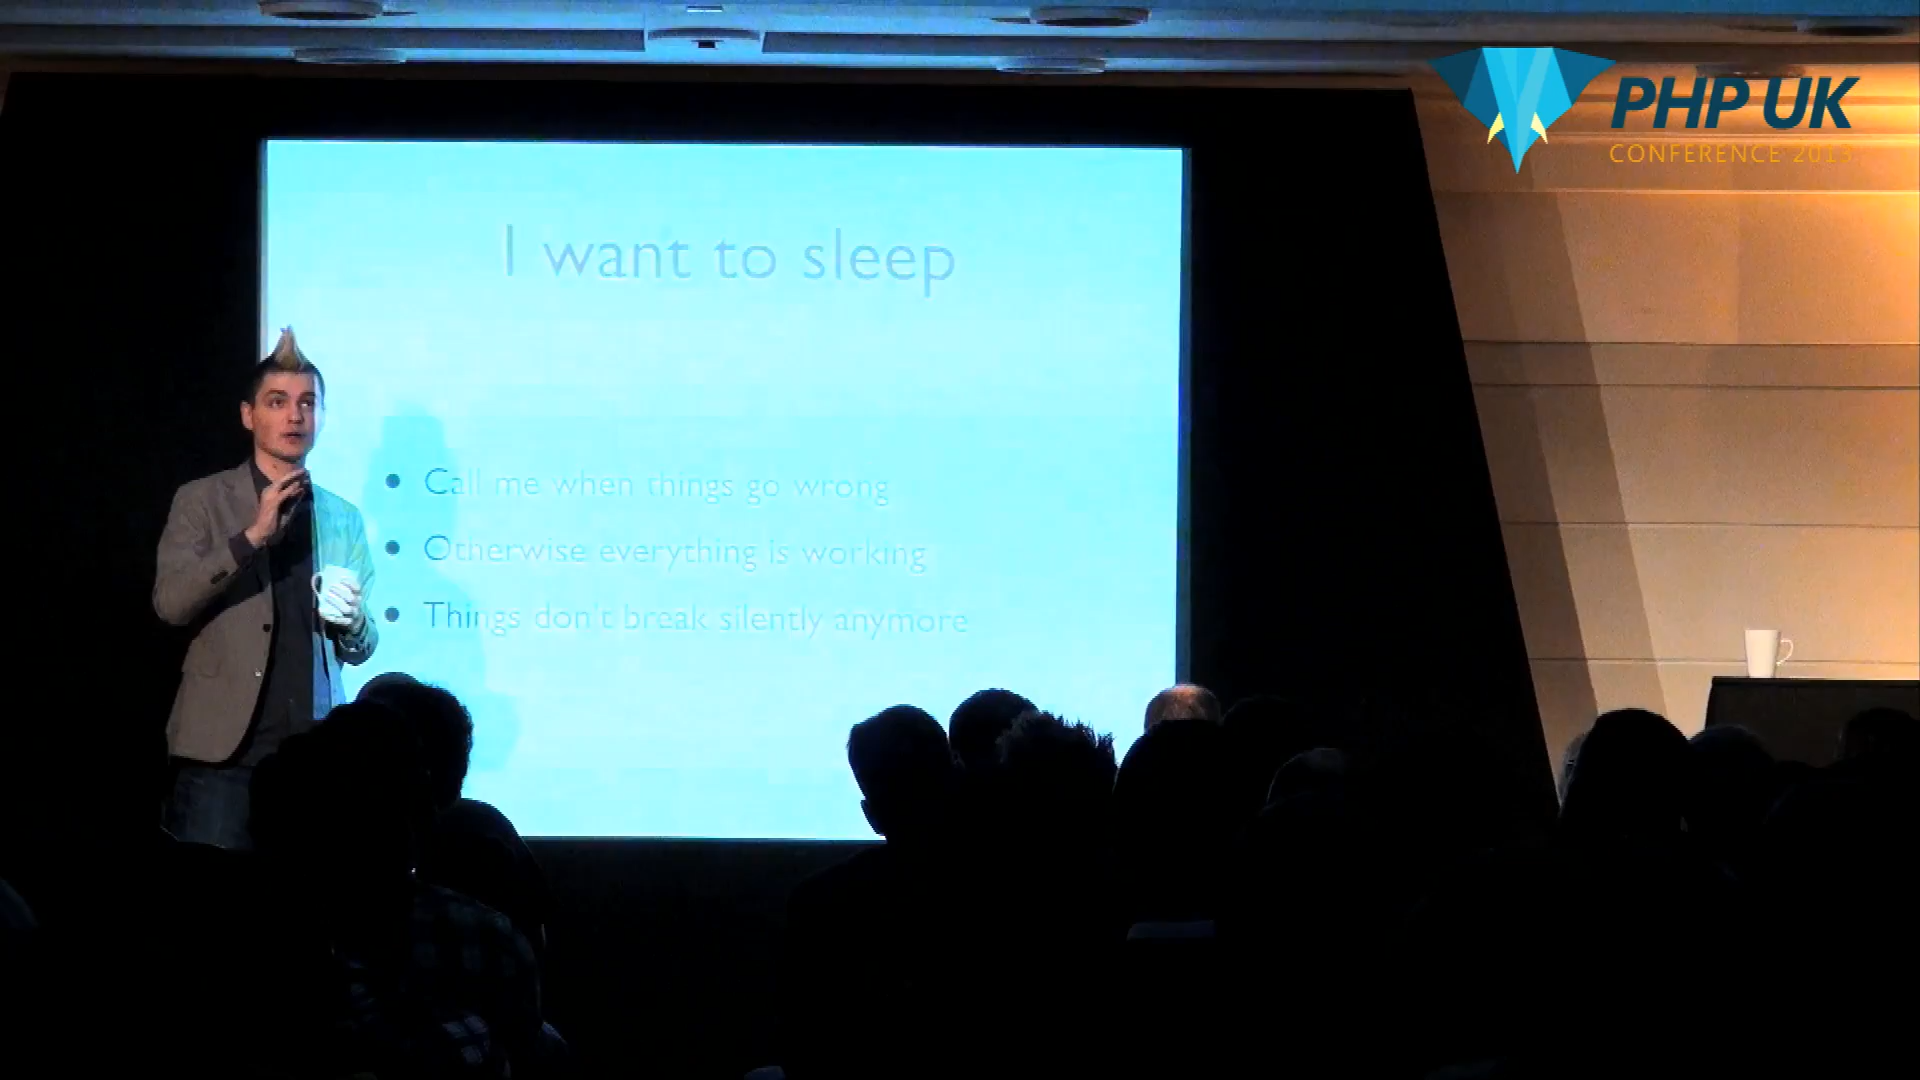 PHP UK
CONFERENCE 2013
I want to sleep
Call me when things go wrong
Otherwise everything is working
Things don't break silently anymore